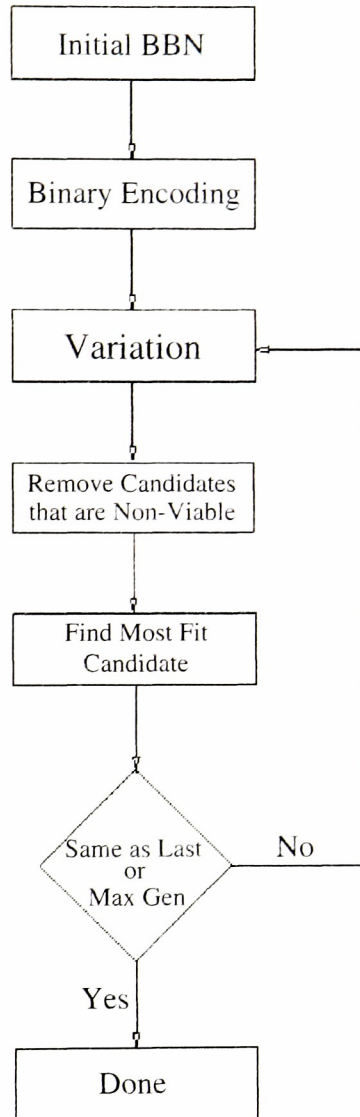 Initial BBN
Binary Encoding
Variation
Remove Candidates
that are Non-Viable
Find Most Fit
Candidate
Same as Last
or
Max Gen
No
Yes
Done